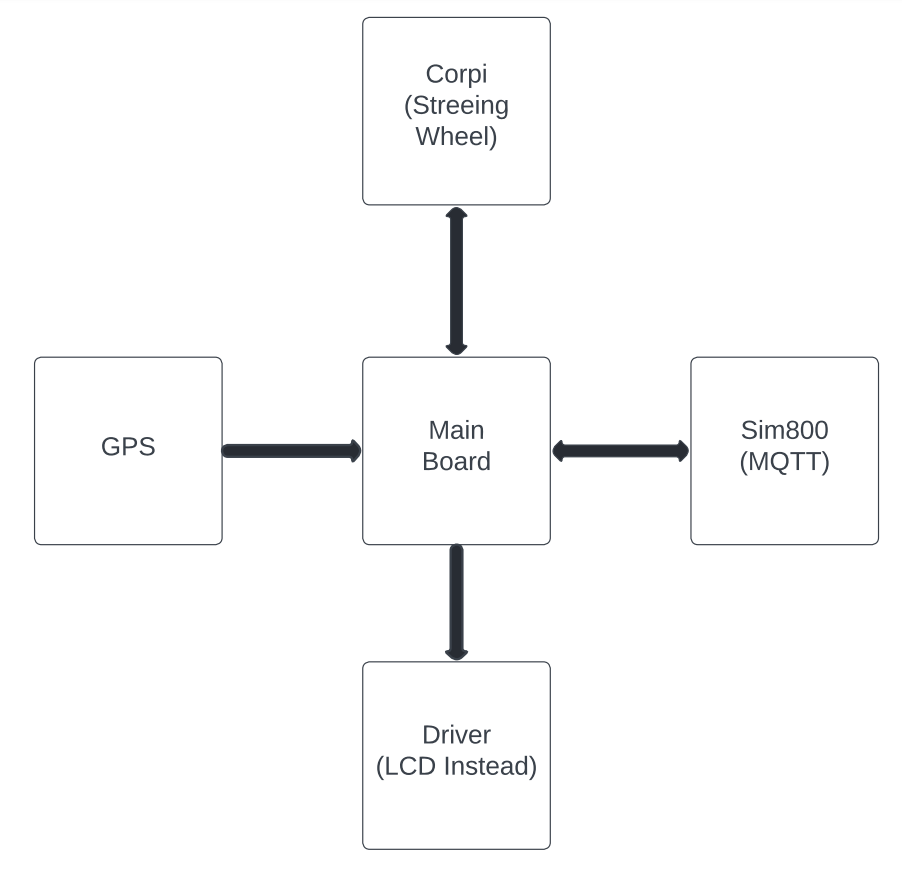 Corpi
(Streeing
Wheel)
GPS
Main
Board
Sim800
(MQTT)
Driver
(LCD Instead)